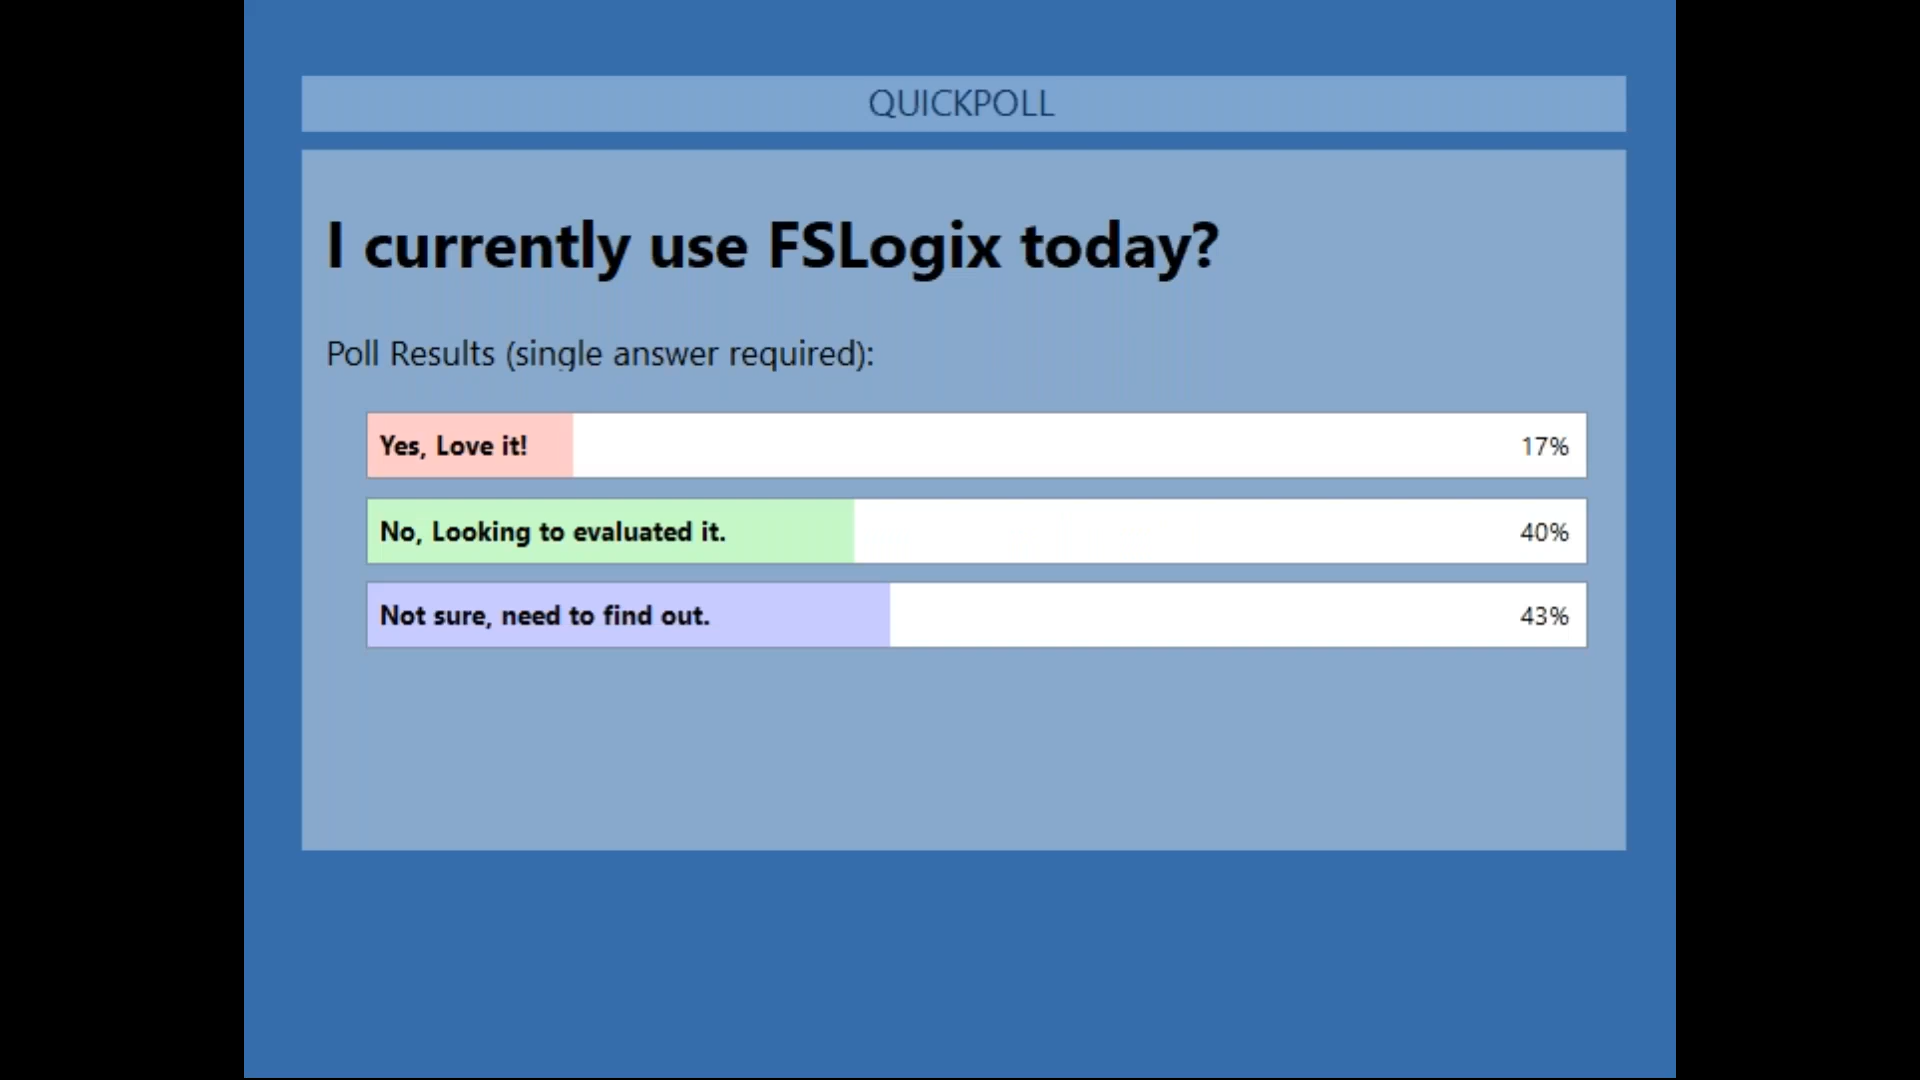 QUICKPOLL
I currently use FSLogix today?
Poll Results (single answer required):
Yes, Love it! 17%
No, Looking to evaluated it. 40%
Not sure, need to find out. 43%